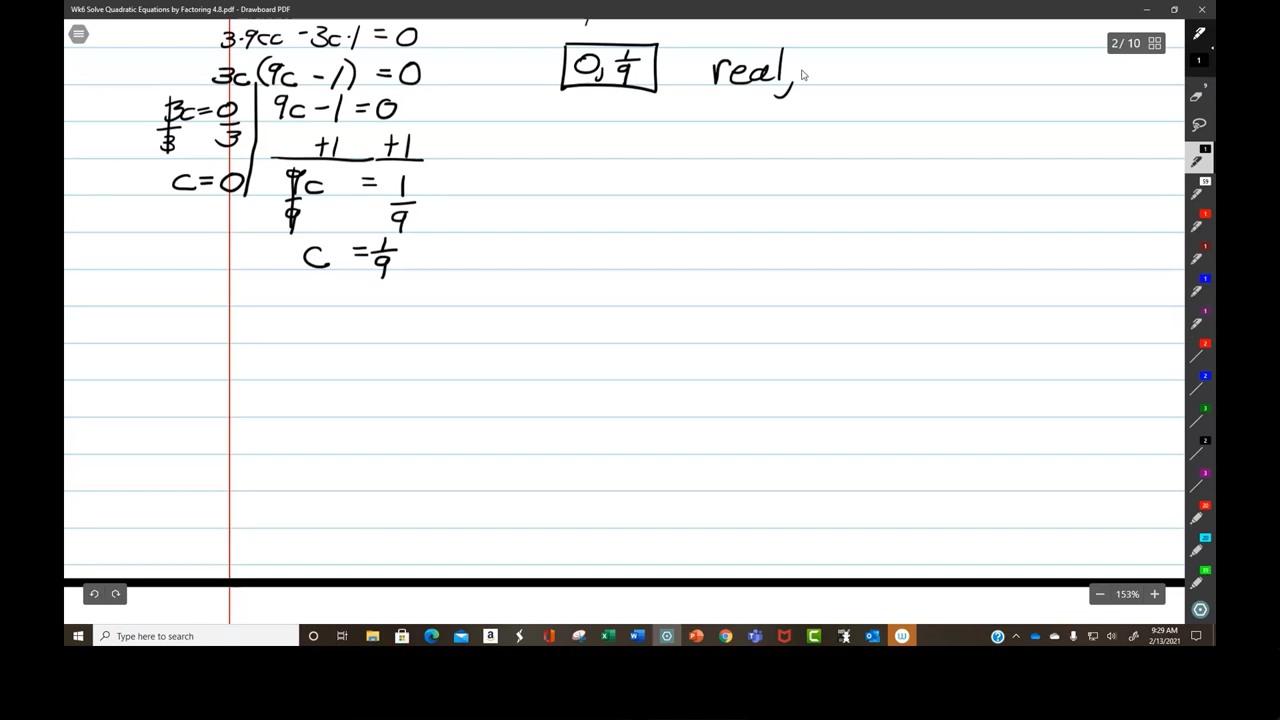 Wk6 Solve Quadratic Equations by Factoring 4.8.pdf - Drawboard PDF
2 / 10
3·9cc - 3c·1 = 0
3c(9c - 1) = 0
0, 1/9
real,
3c = 0
3 3
c = 0
9c - 1 = 0
+1 +1
9c = 1
9 9
c = 1/9
153%
Type here to search
9:29 AM
2/13/2021